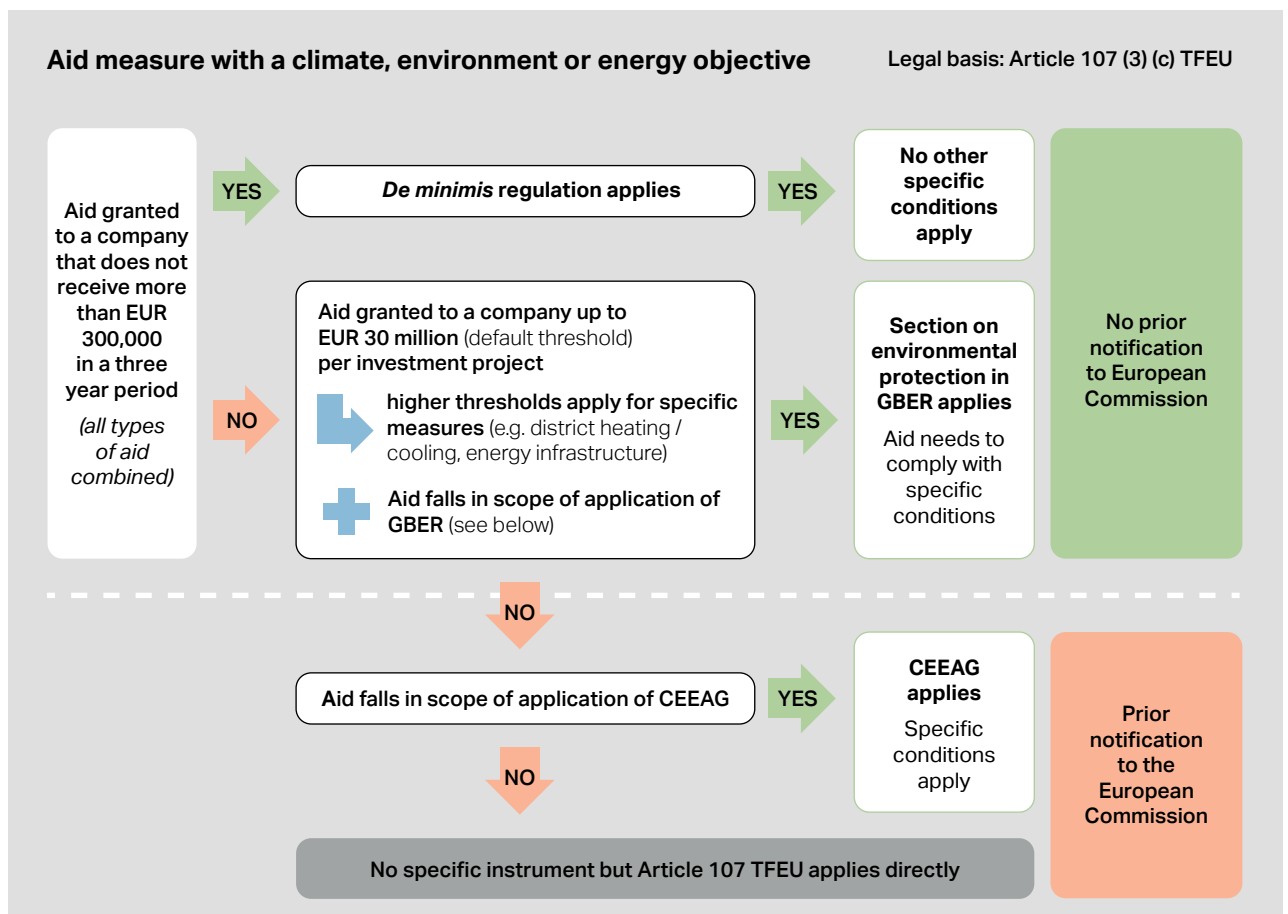 Aid measure with a climate, environment or energy objective
Legal basis: Article 107 (3) (c) TFEU
Aid granted
to a company
that does not
receive more
than EUR
300,000
in a three
year period
(all types
of aid
combined)
YES
De minimis regulation applies
YES
No other
specific
conditions
apply
NO
Aid granted to a company up to
EUR 30 million (default threshold)
per investment project
higher thresholds apply for specific
measures (e.g. district heating /
cooling, energy infrastructure)
Aid falls in scope of application of
GBER (see below)
YES
Section on
environmental
protection in
GBER applies
Aid needs to
comply with
specific
conditions
No prior
notification
to European
Commission
NO
Aid falls in scope of application of CEEAG
YES
CEEAG
applies
Specific
conditions
apply
Prior
notification
to the
European
Commission
NO
No specific instrument but Article 107 TFEU applies directly